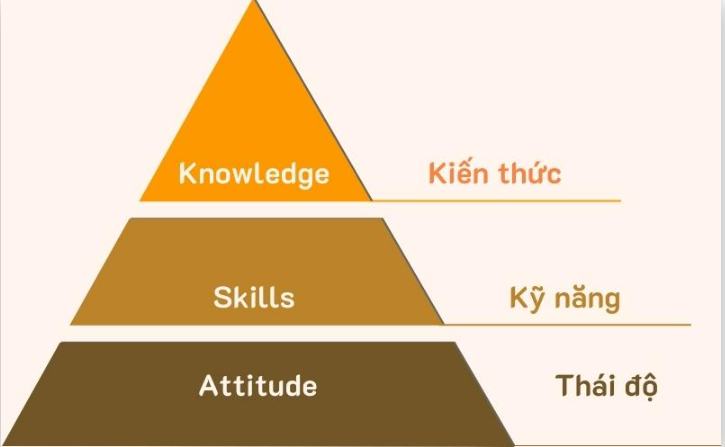 Knowledge Kiến thức
Skills Kỹ năng
Attitude Thái độ